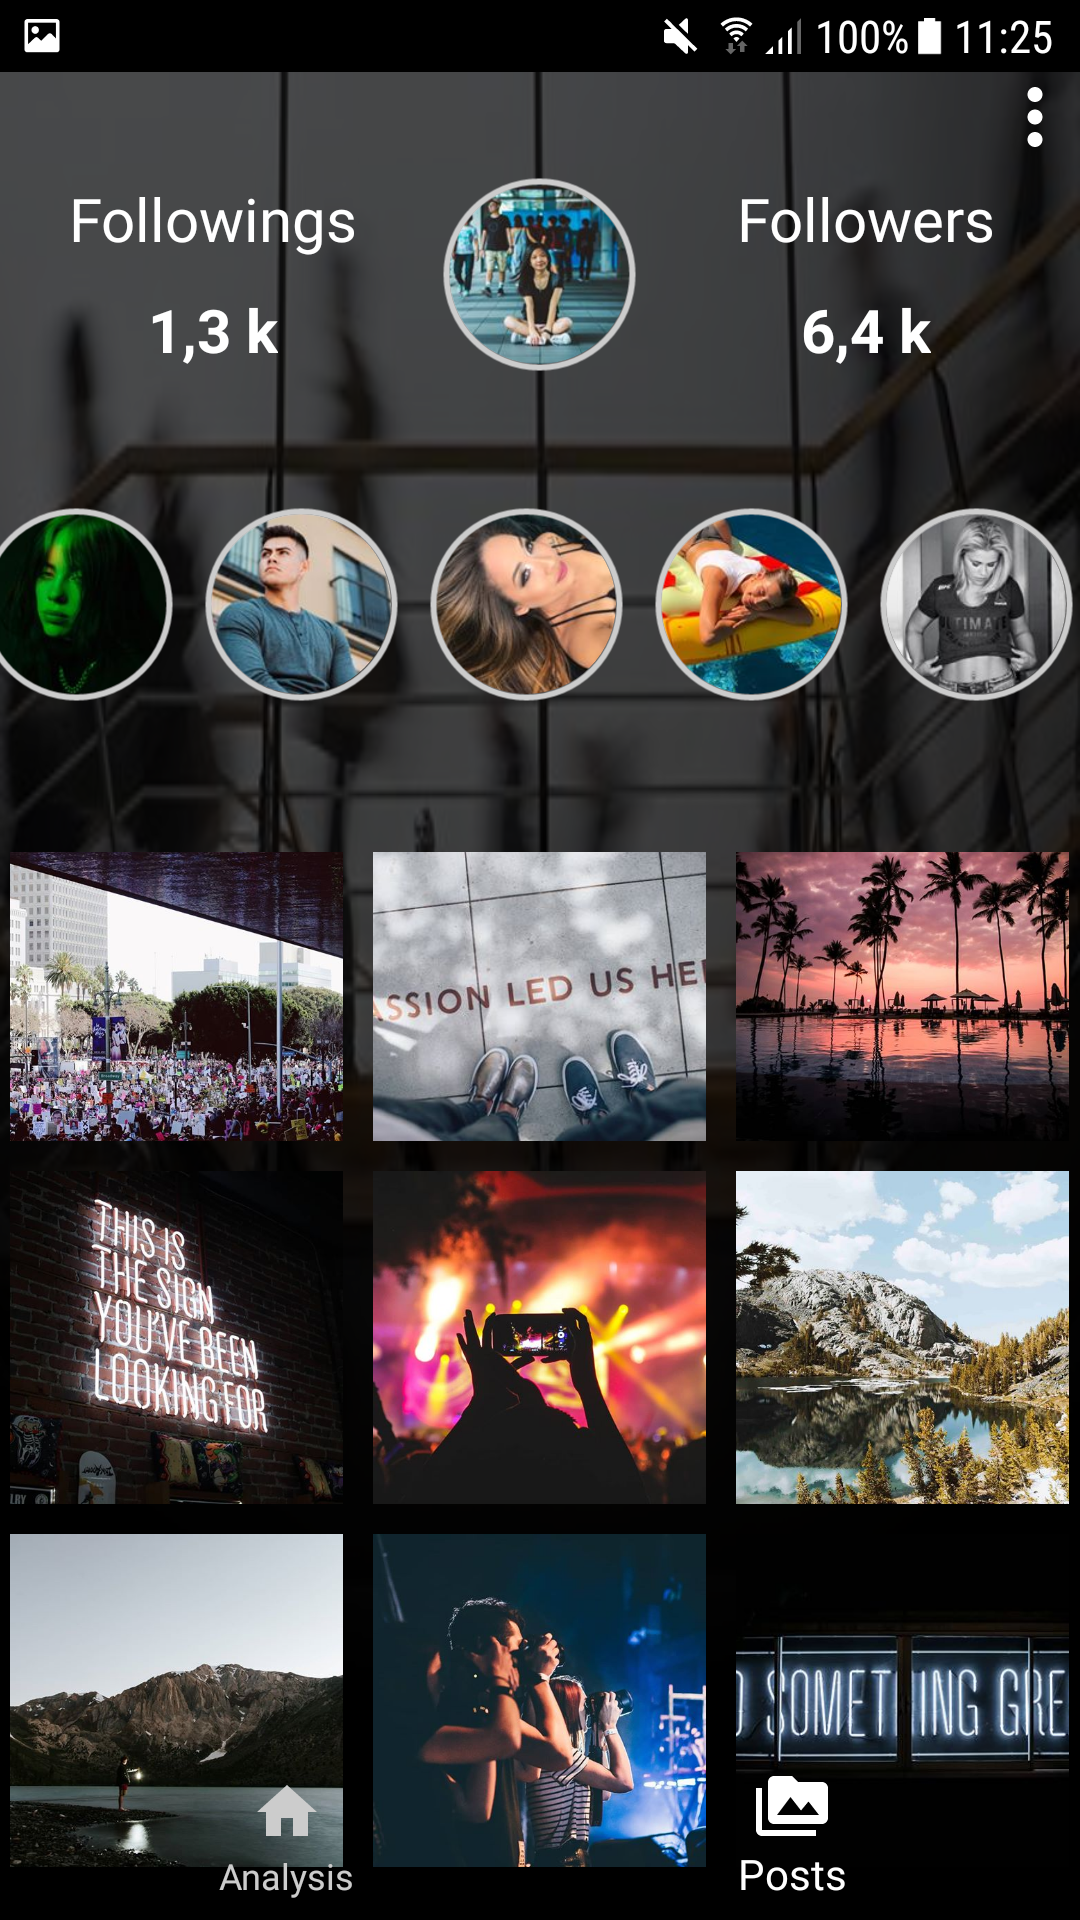 100% 11:25
Followings
Followers
1,3 k
6,4 k
ULTIMATE
ASSION LED US HE
THIS IS
THE SIGN
YOU'VE BEEN
LOOKING FOR
SOMETHING GRE
Analysis
Posts